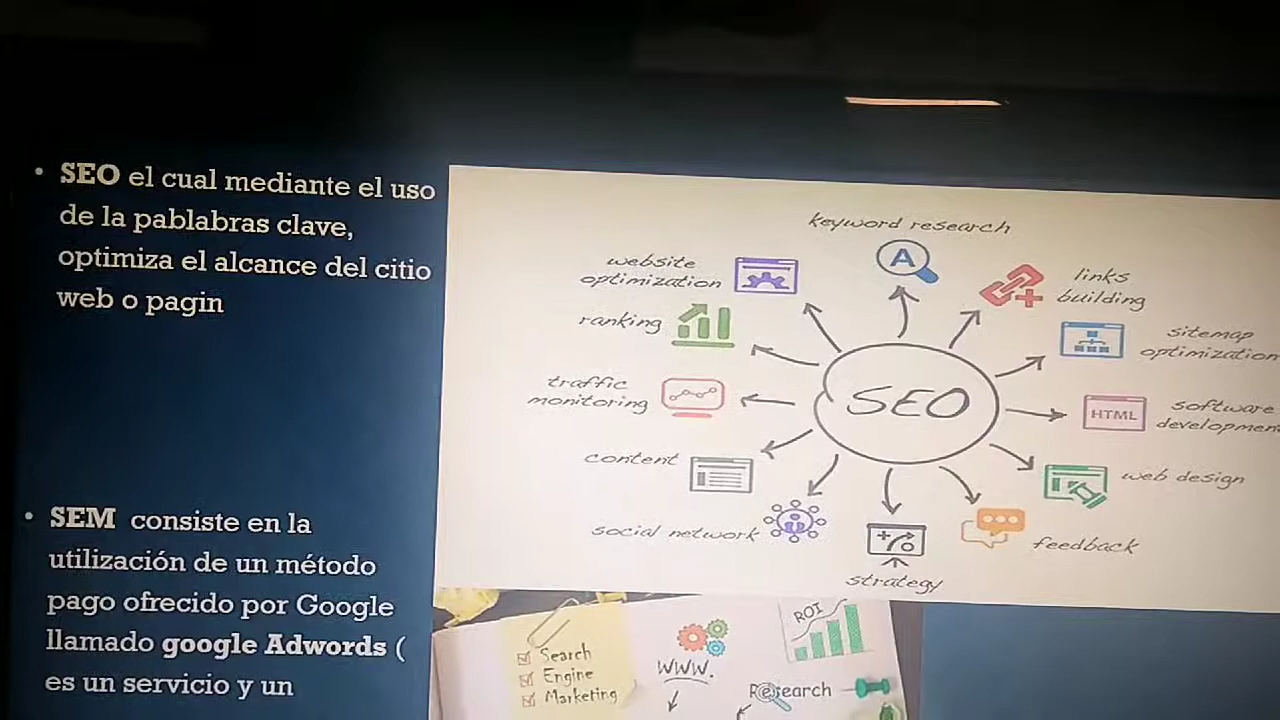 • SEO el cual mediante el uso
de la pablabras clave,
optimiza el alcance del citio
web o pagin
• SEM consiste en la
utilización de un método
pago ofrecido por Google
llamado google Adwords (
es un servicio y un
keyword research
website
optimization
links
building
ranking
sitemap
optimization
traffic
monitoring
SEO
HTML
software
development
content
web design
social network
feedback
strategy
Search
Engine
Marketing
www.
ROI
Research